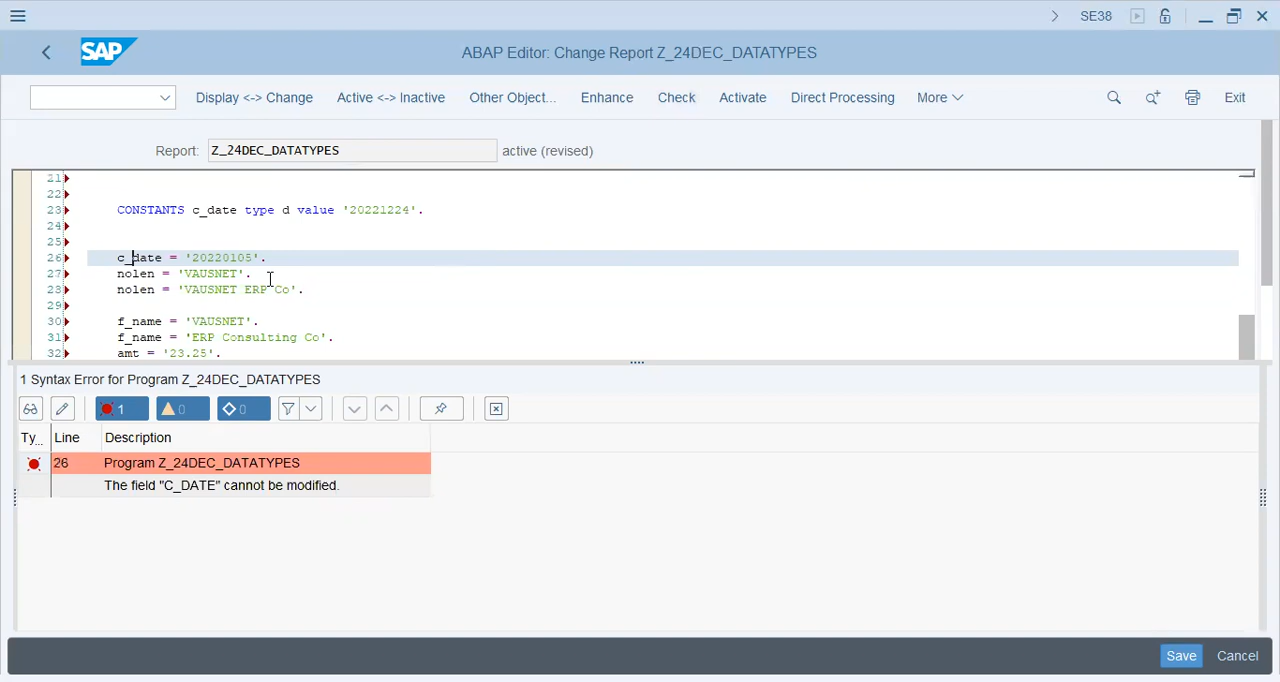 SE38
SAP
ABAP Editor: Change Report Z_24DEC_DATATYPES
Display <-> Change
Active <-> Inactive
Other Object...
Enhance
Check
Activate
Direct Processing
More
Exit
Report:
Z_24DEC_DATATYPES
active (revised)
21
22
23 CONSTANTS c_date type d value '20221224'.
24
25
26 c_date = '20220105'.
27 nolen = 'VAUSNET'.
28 nolen = 'VAUSNET ERP Co'.
29
30 f_name = 'VAUSNET'.
31 f_name = 'ERP Consulting Co'.
32 amt = '23.25'.
1 Syntax Error for Program Z_24DEC_DATATYPES
1
0
0
Ty...
Line
Description
26
Program Z_24DEC_DATATYPES
The field "C_DATE" cannot be modified.
Save
Cancel